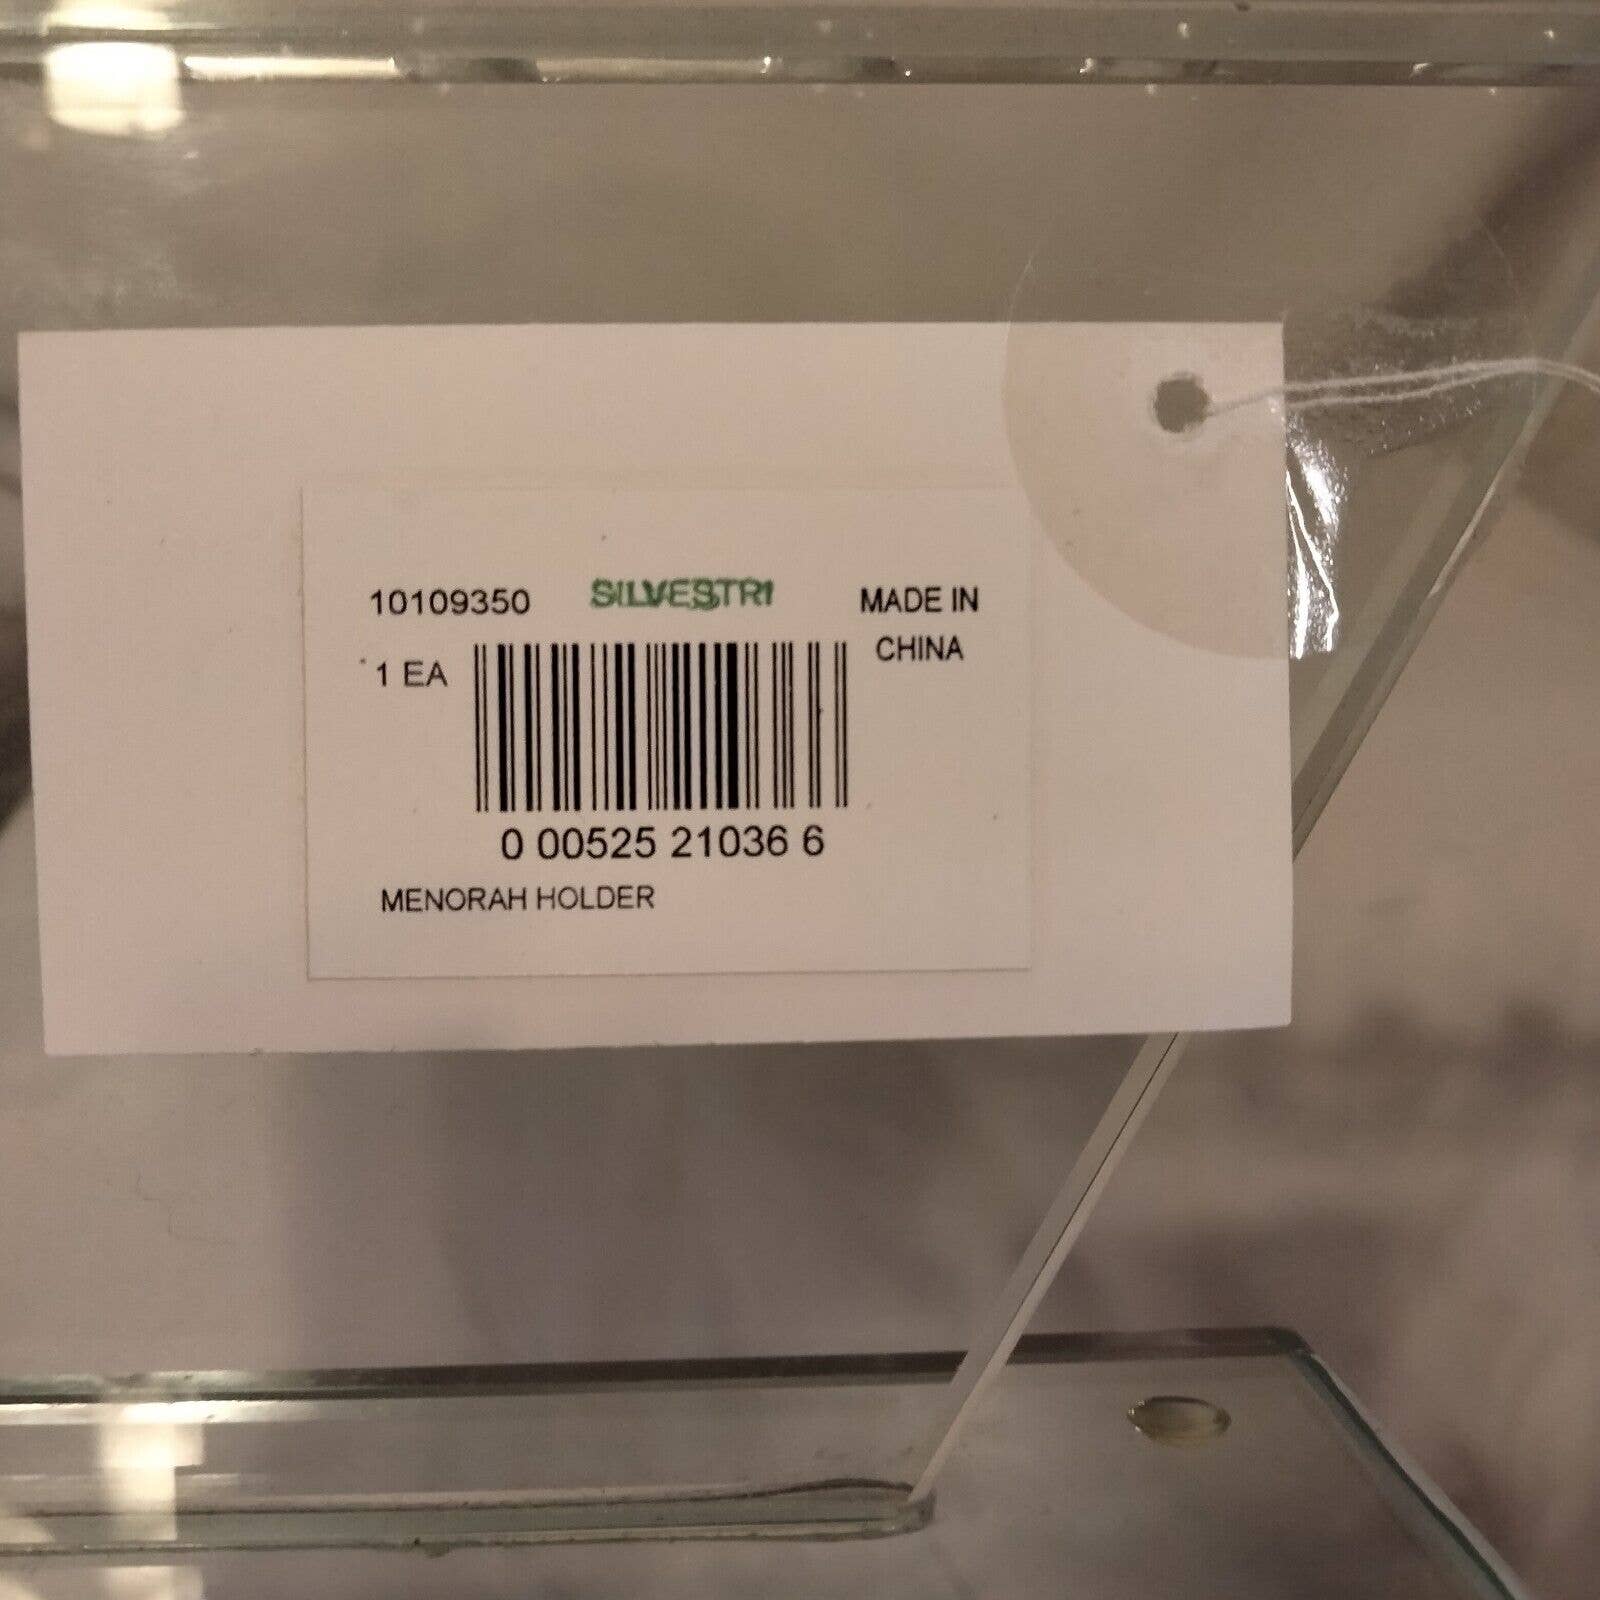 10109350 SILVESTRI MADE IN
CHINA
1 EA
0 00525 21036 6
MENORAH HOLDER